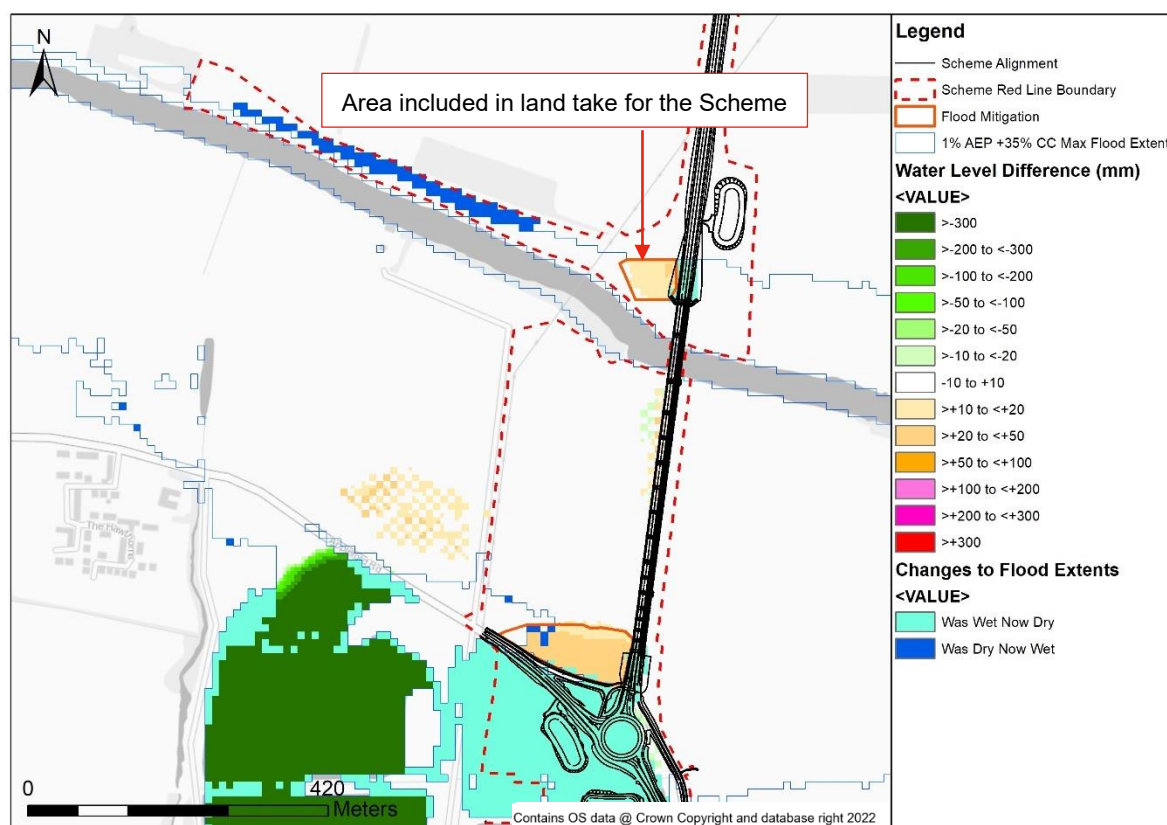 N
Area included in land take for the Scheme
The Hawthorns
0
420
Meters
Contains OS data @ Crown Copyright and database right 2022
Legend
Scheme Alignment
Scheme Red Line Boundary
Flood Mitigation
1% AEP +35% CC Max Flood Extent
Water Level Difference (mm)
<VALUE>
>-300
>-200 to <-300
>-100 to <-200
>-50 to <-100
>-20 to <-50
>-10 to <-20
-10 to +10
>+10 to <+20
>+20 to <+50
>+50 to <+100
>+100 to <+200
>+200 to <+300
>+300
Changes to Flood Extents
<VALUE>
Was Wet Now Dry
Was Dry Now Wet